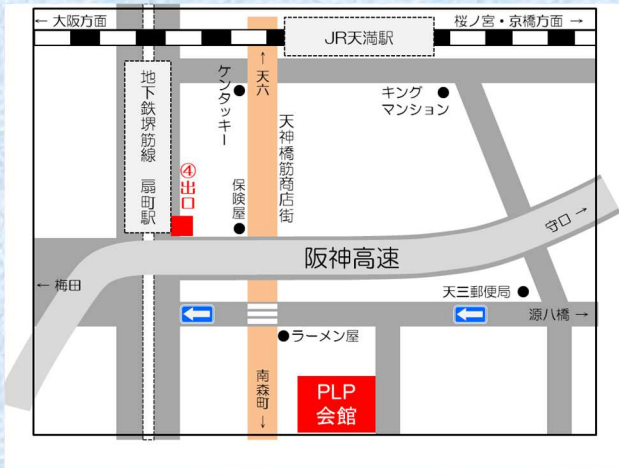 ← 大阪方面
JR天満駅
桜ノ宮・京橋方面 →
地下鉄堺筋線 扇町駅
④出口
ケンタッキー
← 天六
天神橋筋商店街
キング
マンション
保険屋
阪神高速
守口 →
← 梅田
天三郵便局
源八橋 →
ラーメン屋
南森町 →
PLP
会館